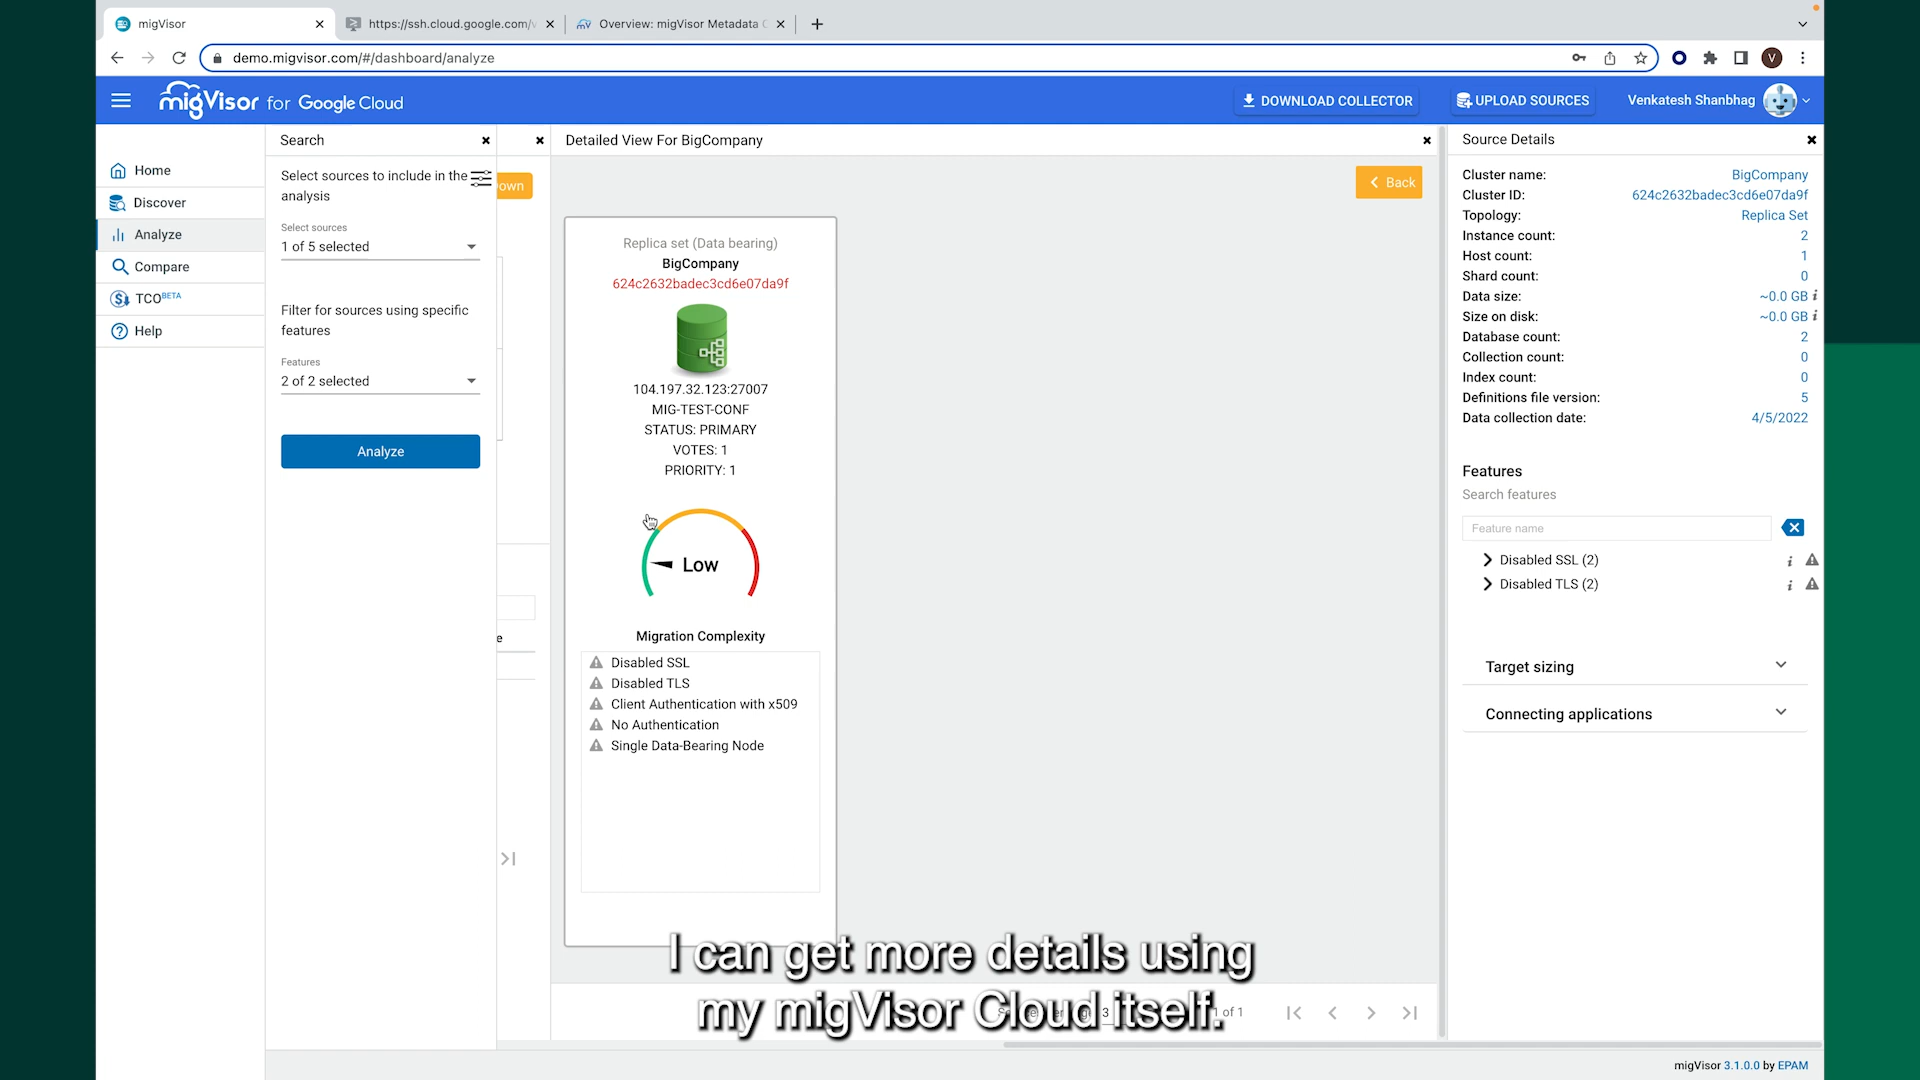 migVisor
https://ssh.cloud.google.com/v
Overview: migVisor Metadata C
demo.migvisor.com/#/dashboard/analyze
V
migVisor for Google Cloud
DOWNLOAD COLLECTOR
UPLOAD SOURCES
Venkatesh Shanbhag
Home
Discover
Analyze
Compare
TCO BETA
Help
Search
Select sources to include in the
analysis
Select sources
1 of 5 selected
Filter for sources using specific
features
Features
2 of 2 selected
Analyze
own
e
Detailed View For BigCompany
Back
Replica set (Data bearing)
BigCompany
624c2632badec3cd6e07da9f
104.197.32.123:27007
MIG-TEST-CONF
STATUS: PRIMARY
VOTES: 1
PRIORITY: 1
Low
Migration Complexity
Disabled SSL
Disabled TLS
Client Authentication with x509
No Authentication
Single Data-Bearing Node
3
1 of 1
Source Details
Cluster name: BigCompany
Cluster ID: 624c2632badec3cd6e07da9f
Topology: Replica Set
Instance count: 2
Host count: 1
Shard count: 0
Data size: ~0.0 GB i
Size on disk: ~0.0 GB i
Database count: 2
Collection count: 0
Index count: 0
Definitions file version: 5
Data collection date: 4/5/2022
Features
Search features
Feature name
Disabled SSL (2) i
Disabled TLS (2) i
Target sizing
Connecting applications
I can get more details using
my migVisor Cloud itself.
migVisor 3.1.0.0 by EPAM